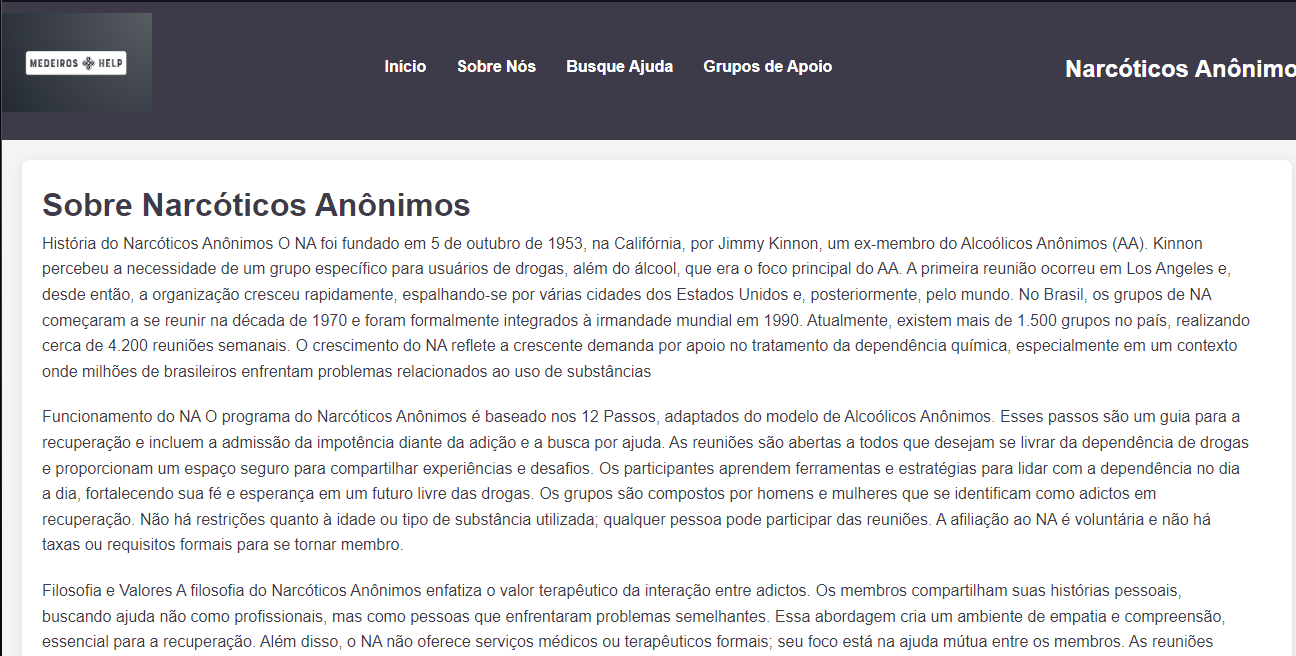 MEDEIROS HELP
Início Sobre Nós Busque Ajuda Grupos de Apoio
Narcóticos Anônimo
Sobre Narcóticos Anônimos
História do Narcóticos Anônimos O NA foi fundado em 5 de outubro de 1953, na Califórnia, por Jimmy Kinnon, um ex-membro do Alcoólicos Anônimos (AA). Kinnon
percebeu a necessidade de um grupo específico para usuários de drogas, além do álcool, que era o foco principal do AA. A primeira reunião ocorreu em Los Angeles e,
desde então, a organização cresceu rapidamente, espalhando-se por várias cidades dos Estados Unidos e, posteriormente, pelo mundo. No Brasil, os grupos de NA
começaram a se reunir na década de 1970 e foram formalmente integrados à irmandade mundial em 1990. Atualmente, existem mais de 1.500 grupos no país, realizando
cerca de 4.200 reuniões semanais. O crescimento do NA reflete a crescente demanda por apoio no tratamento da dependência química, especialmente em um contexto
onde milhões de brasileiros enfrentam problemas relacionados ao uso de substâncias
Funcionamento do NA O programa do Narcóticos Anônimos é baseado nos 12 Passos, adaptados do modelo de Alcoólicos Anônimos. Esses passos são um guia para a
recuperação e incluem a admissão da impotência diante da adição e a busca por ajuda. As reuniões são abertas a todos que desejam se livrar da dependência de drogas
e proporcionam um espaço seguro para compartilhar experiências e desafios. Os participantes aprendem ferramentas e estratégias para lidar com a dependência no dia
a dia, fortalecendo sua fé e esperança em um futuro livre das drogas. Os grupos são compostos por homens e mulheres que se identificam como adictos em
recuperação. Não há restrições quanto à idade ou tipo de substância utilizada; qualquer pessoa pode participar das reuniões. A afiliação ao NA é voluntária e não há
taxas ou requisitos formais para se tornar membro.
Filosofia e Valores A filosofia do Narcóticos Anônimos enfatiza o valor terapêutico da interação entre adictos. Os membros compartilham suas histórias pessoais,
buscando ajuda não como profissionais, mas como pessoas que enfrentaram problemas semelhantes. Essa abordagem cria um ambiente de empatia e compreensão,
essencial para a recuperação. Além disso, o NA não oferece serviços médicos ou terapêuticos formais; seu foco está na ajuda mútua entre os membros. As reuniões